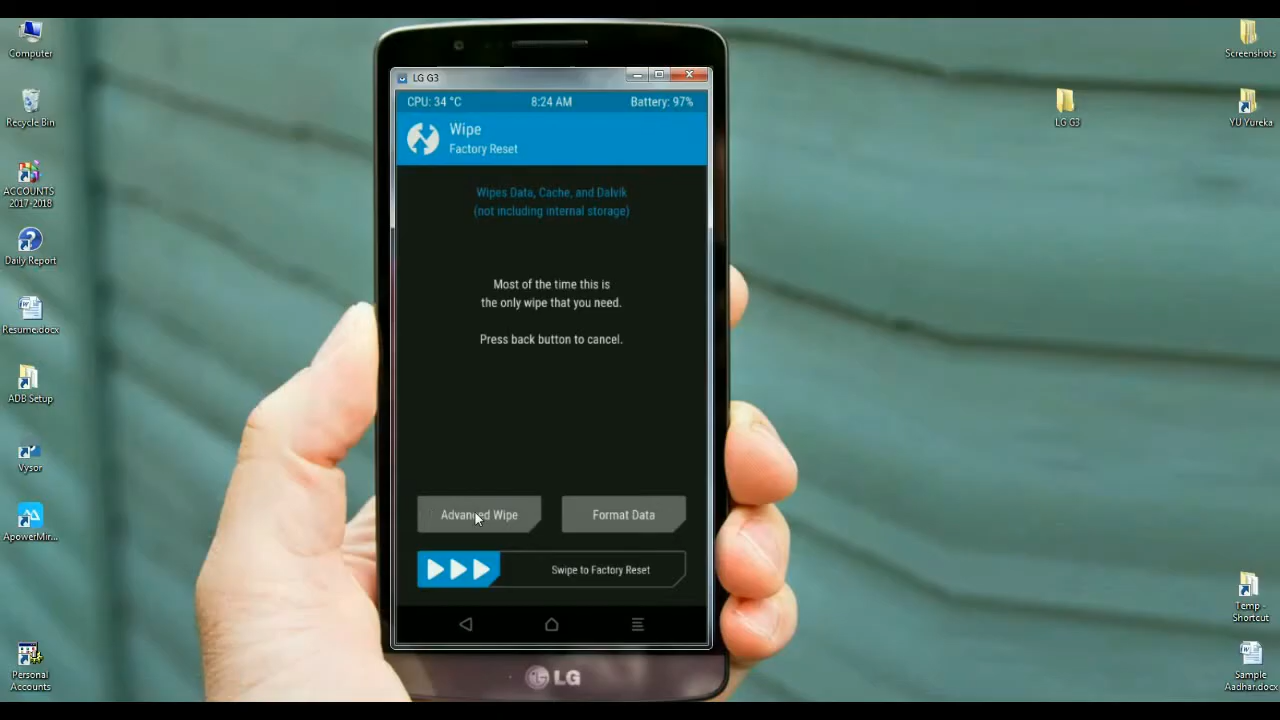 Computer
Recycle Bin
ACCOUNTS
2017-2018
Daily Report
Resume.docx
ADB Setup
Vysor
ApowerMir...
Personal
Accounts
LG G3
CPU: 34 °C
8:24 AM
Battery: 97%
Wipe
Factory Reset
Wipes Data, Cache, and Dalvik
(not including internal storage)
Most of the time this is
the only wipe that you need.
Press back button to cancel.
Advanced Wipe
Format Data
Swipe to Factory Reset
LG
LG G3
Screenshots
YU Yureka
Temp -
Shortcut
Sample
Aadhar.docx